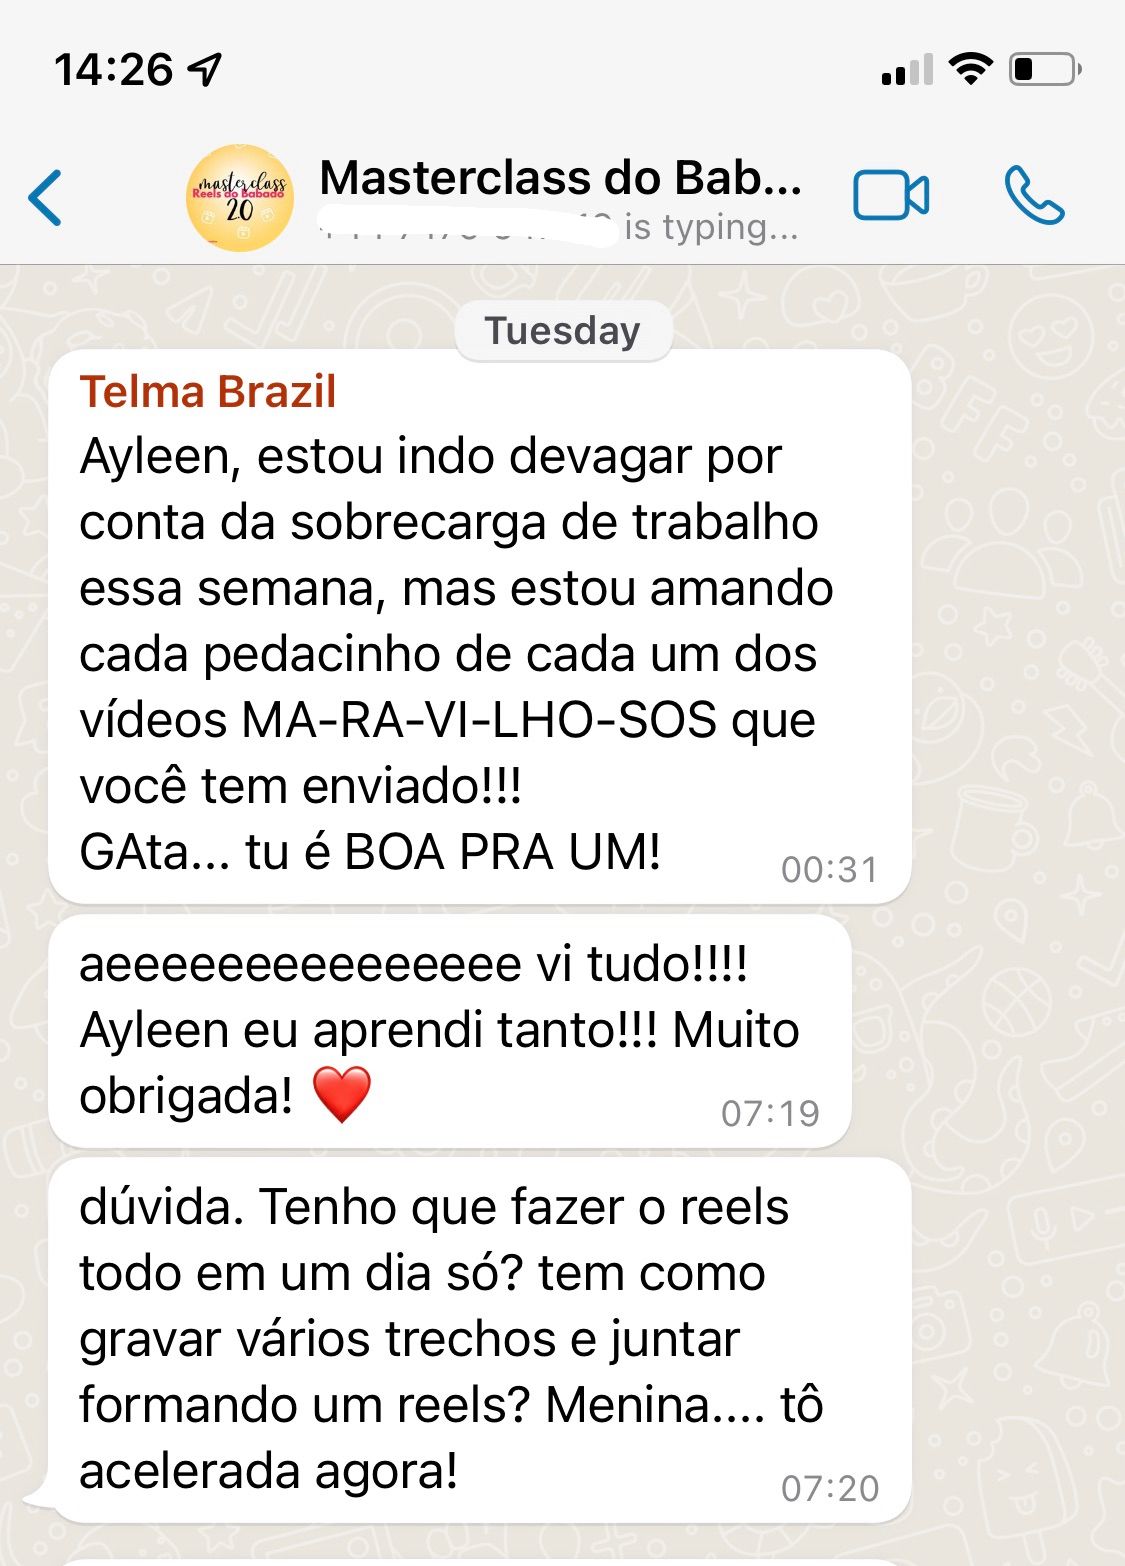 14:26
masterclass
Reels do Babado
2.0
Masterclass do Bab...
is typing...
Tuesday
Telma Brazil
Ayleen, estou indo devagar por
conta da sobrecarga de trabalho
essa semana, mas estou amando
cada pedacinho de cada um dos
vídeos MA-RA-VI-LHO-SOS que
você tem enviado!!!
GAta... tu é BOA PRA UM!
00:31
aeeeeeeeeeeeeeee vi tudo!!!!
Ayleen eu aprendi tanto!!! Muito
obrigada! ❤️
07:19
dúvida. Tenho que fazer o reels
todo em um dia só? tem como
gravar vários trechos e juntar
formando um reels? Menina.... tô
acelerada agora!
07:20